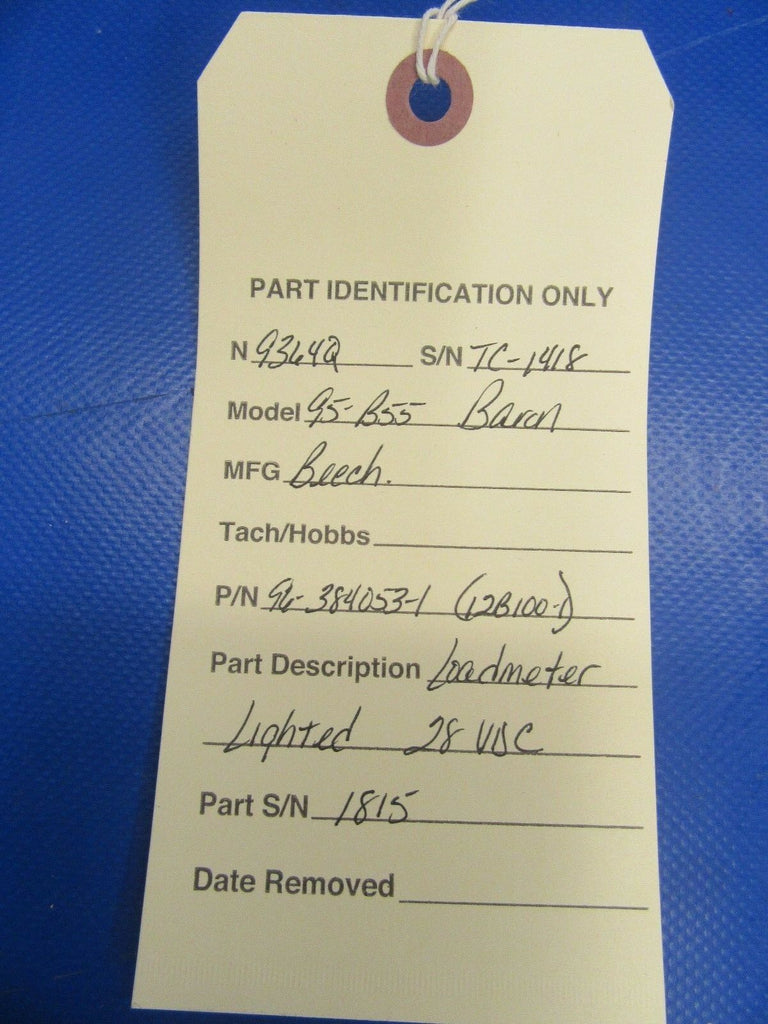 PART IDENTIFICATION ONLY
N 9364Q S/N TC-1418
Model 95-B55 Baron
MFG Beech.
Tach/Hobbs
P/N 96-384053-1 (12B100-1)
Part Description Loadmeter
Lighted 28 VDC
Part S/N 1815
Date Removed